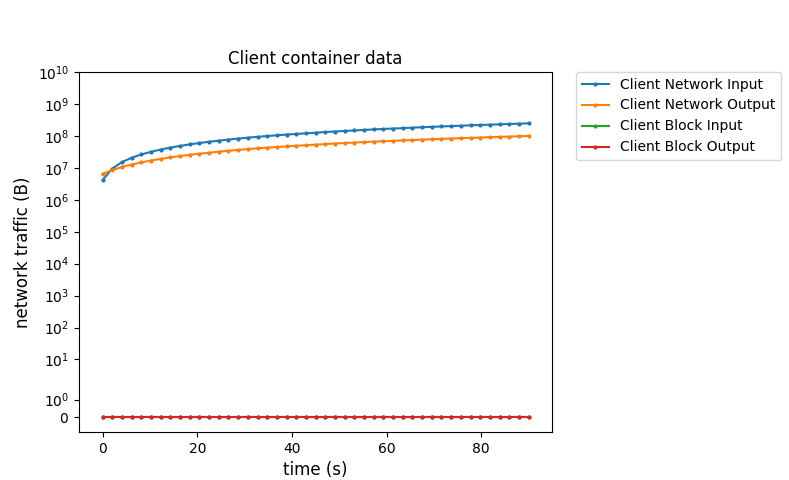 Client container data
network traffic (B)
10^10
10^9
10^8
10^7
10^6
10^5
10^4
10^3
10^2
10^1
10^0
0
0 20 40 60 80
time (s)
Client Network Input
Client Network Output
Client Block Input
Client Block Output